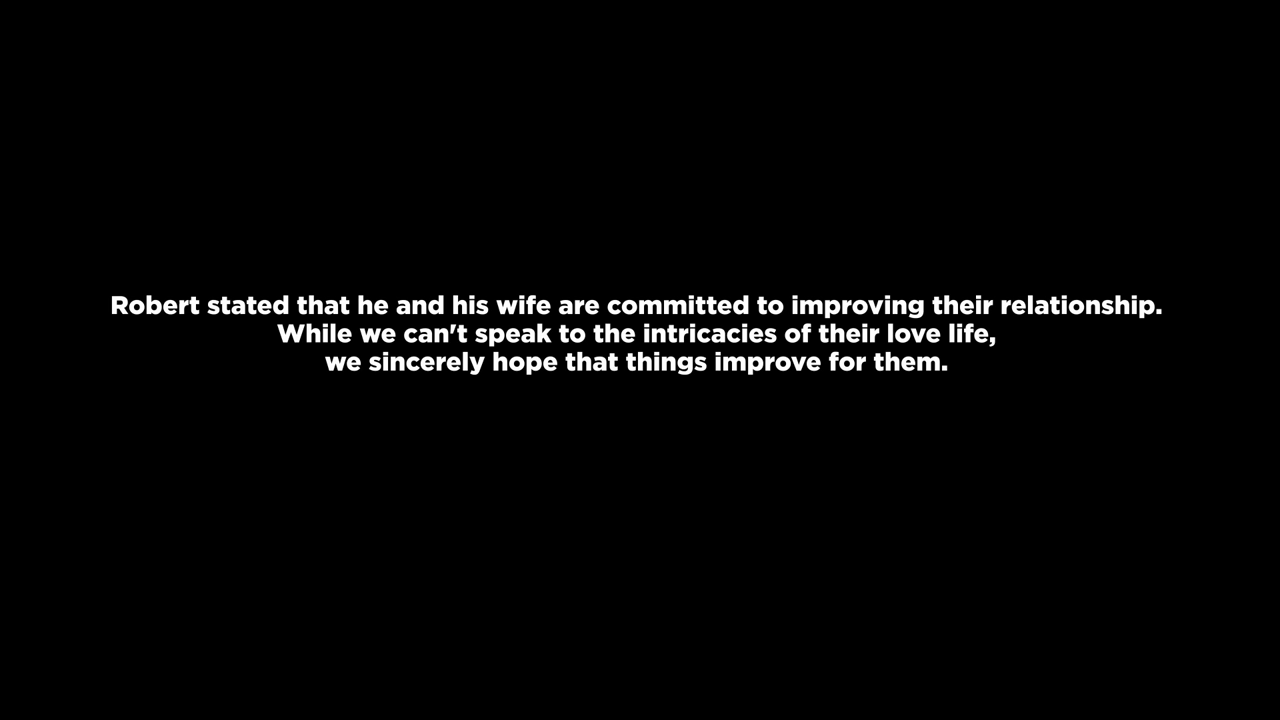 Robert stated that he and his wife are committed to improving their relationship.
While we can't speak to the intricacies of their love life,
we sincerely hope that things improve for them.